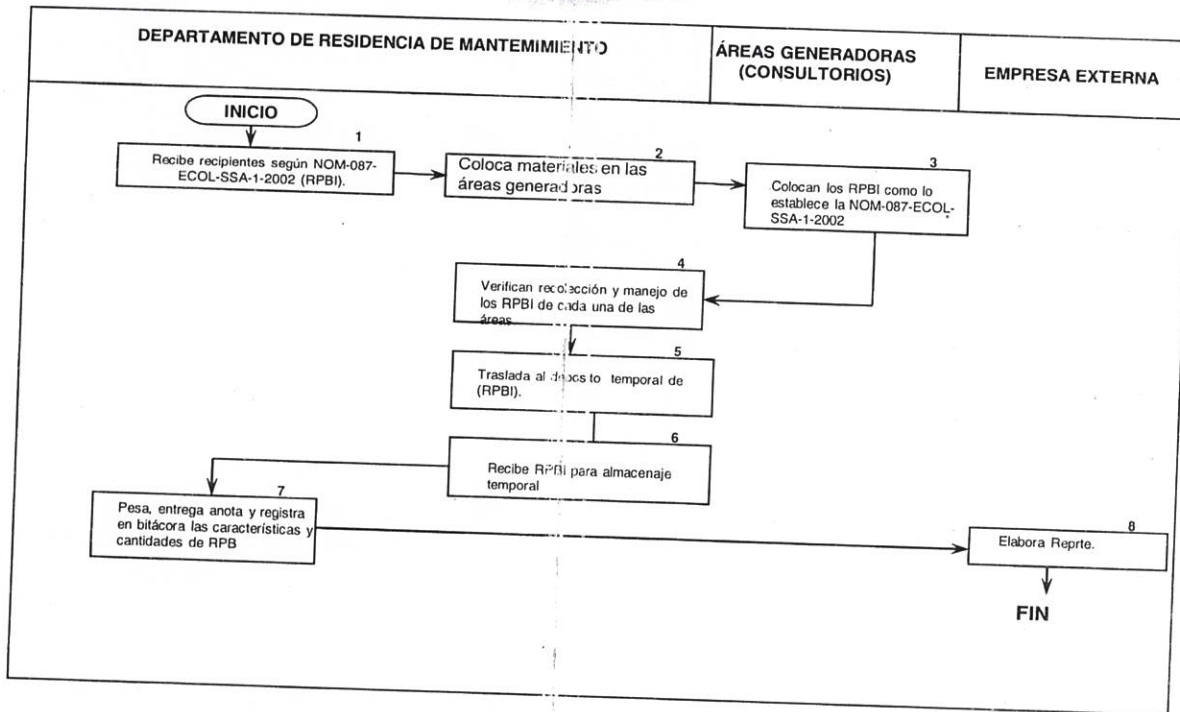 DEPARTAMENTO DE RESIDENCIA DE MANTEMIMIENTO
ÁREAS GENERADORAS
(CONSULTORIOS)
EMPRESA EXTERNA
INICIO
1
Recibe recipientes según NOM-087-
ECOL-SSA-1-2002 (RPBI).
2
Coloca materiales en las
áreas generadoras
3
Colocan los RPBI como lo
establece la NOM-087-ECOL-
SSA-1-2002
4
Verifican recolección y manejo de
los RPBI de cada una de las
áreas
5
Traslada al deposito temporal de
(RPBI).
6
Recibe RPBI para almacenaje
temporal
7
Pesa, entrega anota y registra
en bitácora las características y
cantidades de RPB
8
Elabora Reprte.
FIN